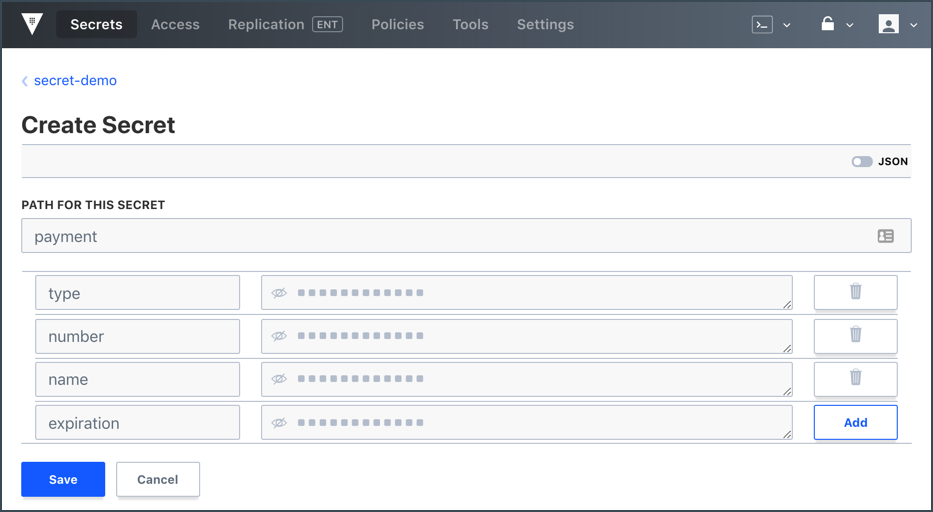 Secrets Access Replication ENT Policies Tools Settings
secret-demo
Create Secret
JSON
PATH FOR THIS SECRET
payment
type
number
name
expiration Add
Save Cancel